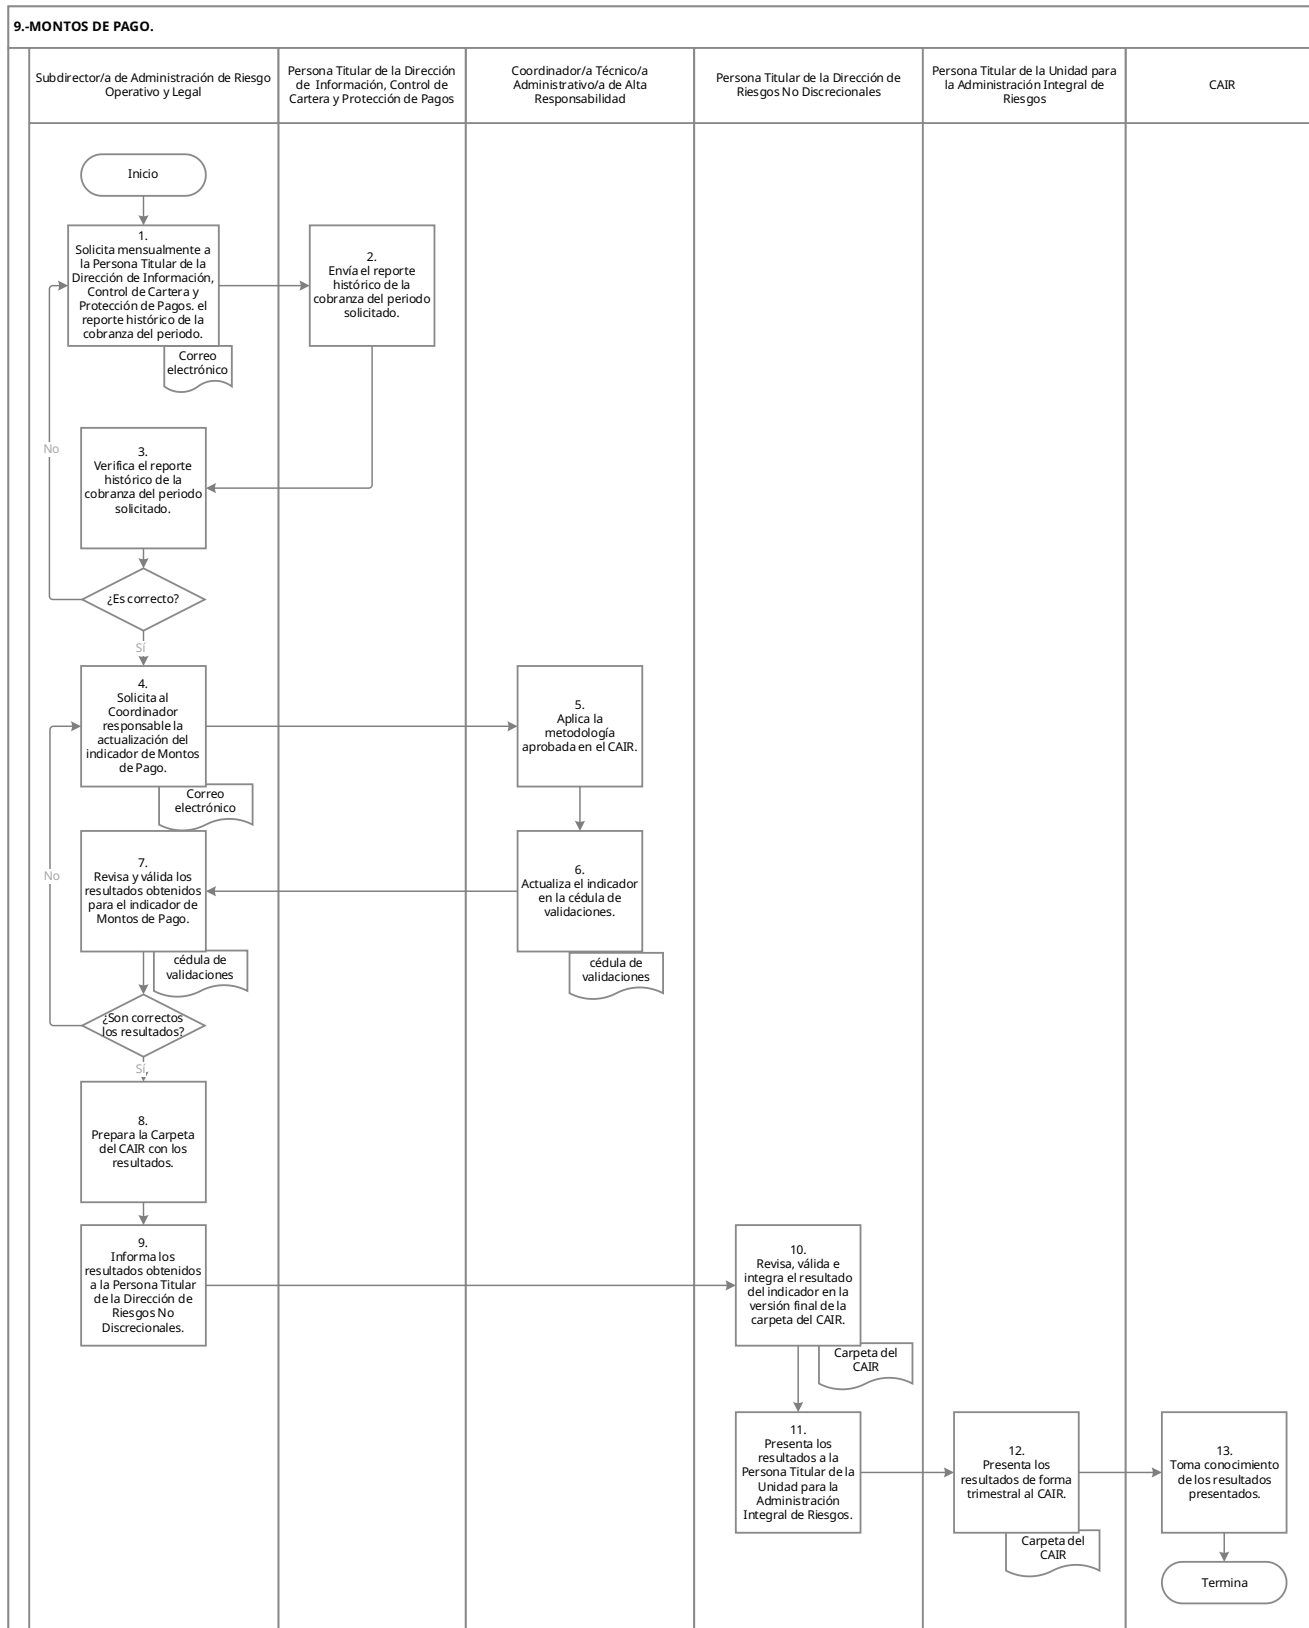 9.-MONTOS DE PAGO.
Subdirector/a de Administración de Riesgo
Operativo y Legal
Persona Titular de la Dirección
de Información, Control de
Cartera y Protección de Pagos
Coordinador/a Técnico/a
Administrativo/a de Alta
Responsabilidad
Persona Titular de la Dirección de
Riesgos No Discrecionales
Persona Titular de la Unidad para
la Administración Integral de
Riesgos
CAIR
Inicio
1.
Solicita mensualmente a
la Persona Titular de la
Dirección de Información,
Control de Cartera y
Protección de Pagos. el
reporte histórico de la
cobranza del periodo.
Correo
electrónico
2.
Envía el reporte
histórico de la
cobranza del periodo
solicitado.
No
3.
Verifica el reporte
histórico de la
cobranza del periodo
solicitado.
¿Es correcto?
Sí
4.
Solicita al
Coordinador
responsable la
actualización del
indicador de Montos
de Pago.
Correo
electrónico
5.
Aplica la
metodología
aprobada en el CAIR.
No
7.
Revisa y válida los
resultados obtenidos
para el indicador de
Montos de Pago.
cédula de
validaciones
6.
Actualiza el indicador
en la cédula de
validaciones.
cédula de
validaciones
¿Son correctos
los resultados?
Sí,
8.
Prepara la Carpeta
del CAIR con los
resultados.
9.
Informa los
resultados obtenidos
a la Persona Titular
de la Dirección de
Riesgos No
Discrecionales.
10.
Revisa, válida e
integra el resultado
del indicador en la
versión final de la
carpeta del CAIR.
Carpeta del
CAIR
11.
Presenta los
resultados a la
Persona Titular de la
Unidad para la
Administración
Integral de Riesgos.
12.
Presenta los
resultados de forma
trimestral al CAIR.
Carpeta del
CAIR
13.
Toma conocimiento
de los resultados
presentados.
Termina